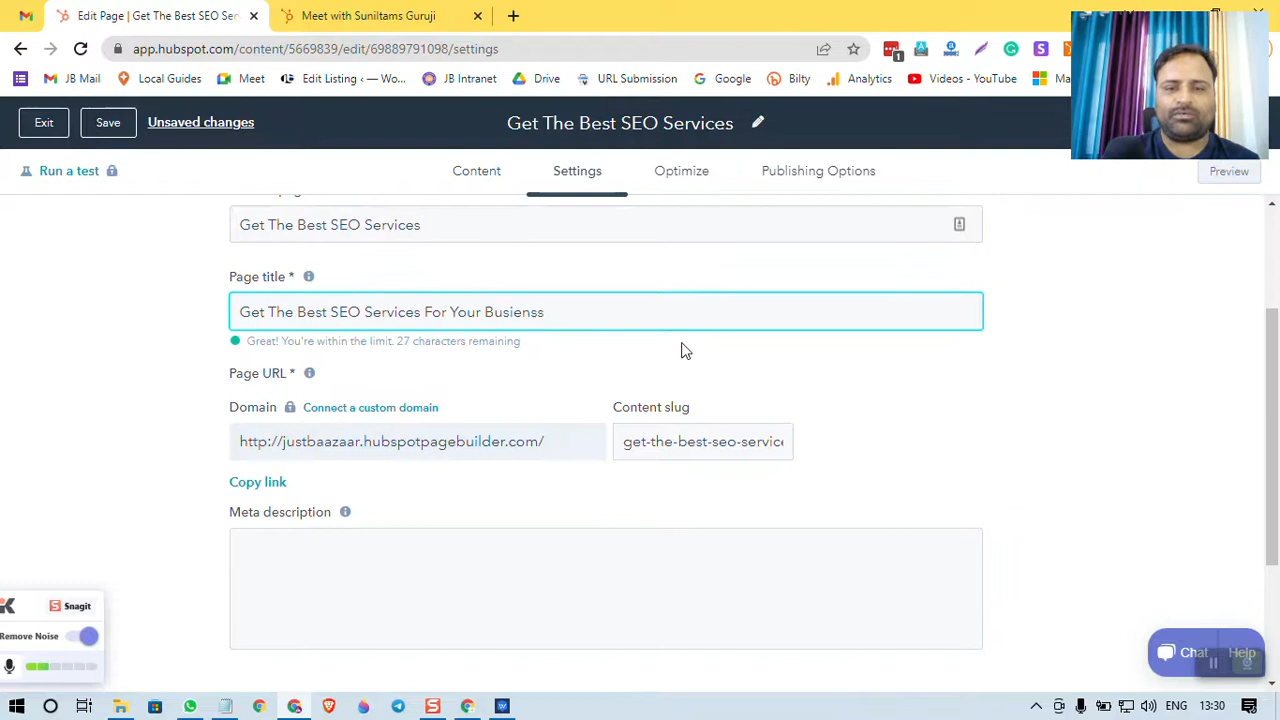 Edit Page | Get The Best SEO Ser
Meet with Suniltams Guruji
app.hubspot.com/content/5669839/edit/69889791098/settings
1
JB Mail
Local Guides
Meet
Edit Listing ‹ — Wo...
JB Intranet
Drive
URL Submission
Google
Bilty
Analytics
Videos - YouTube
Ma
Exit
Save
Unsaved changes
Get The Best SEO Services
Run a test
Content
Settings
Optimize
Publishing Options
Preview
Get The Best SEO Services
Page title *
Get The Best SEO Services For Your Busienss
Great! You're within the limit. 27 characters remaining
Page URL *
Domain
Connect a custom domain
Content slug
http://justbaazaar.hubspotpagebuilder.com/
get-the-best-seo-service
Copy link
Meta description
Snagit
Remove Noise
Chat
Help
ENG
13:30